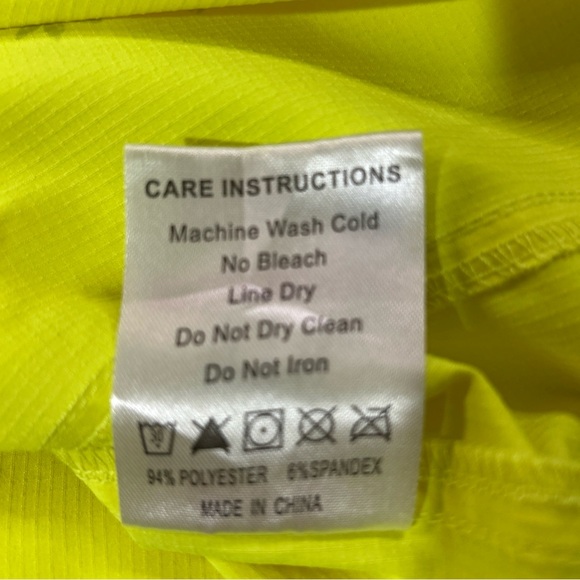 CARE INSTRUCTIONS
Machine Wash Cold
No Bleach
Line Dry
Do Not Dry Clean
Do Not Iron
30
94% POLYESTER 6%SPANDEX
MADE IN CHINA